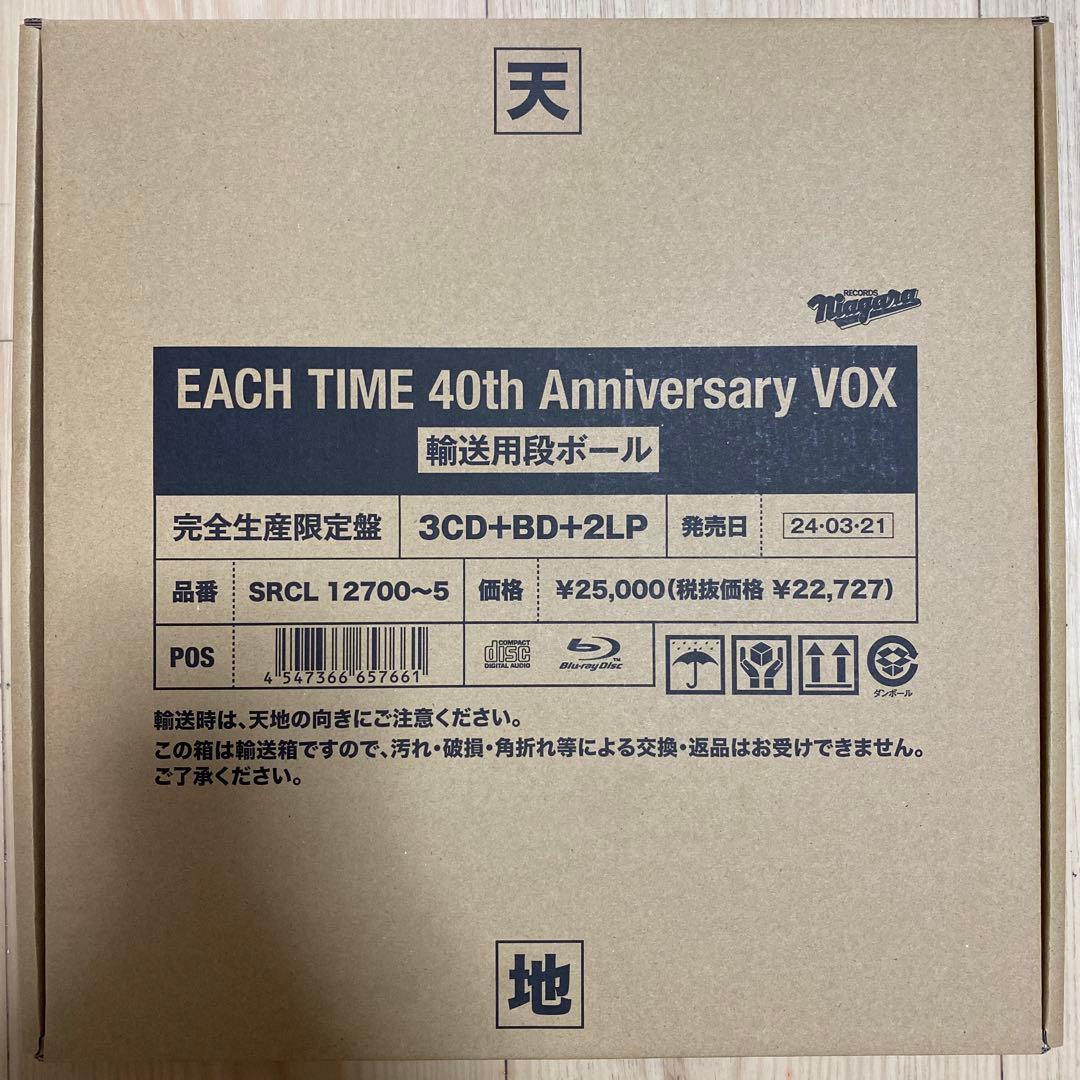 天
RECORDS
Niagara
EACH TIME 40th Anniversary VOX
輸送用段ボール
完全生産限定盤 3CD+BD+2LP 発売日 24・03・21
品番 SRCL 12700〜5 価格 ¥25,000(税抜価格 ¥22,727)
POS 4 547366 657661 COMPACT disc DIGITAL AUDIO Blu-ray Disc™ ダンボール
輸送時は、天地の向きにご注意ください。
この箱は輸送箱ですので、汚れ・破損・角折れ等による交換・返品はお受けできません。
ご了承ください。
地